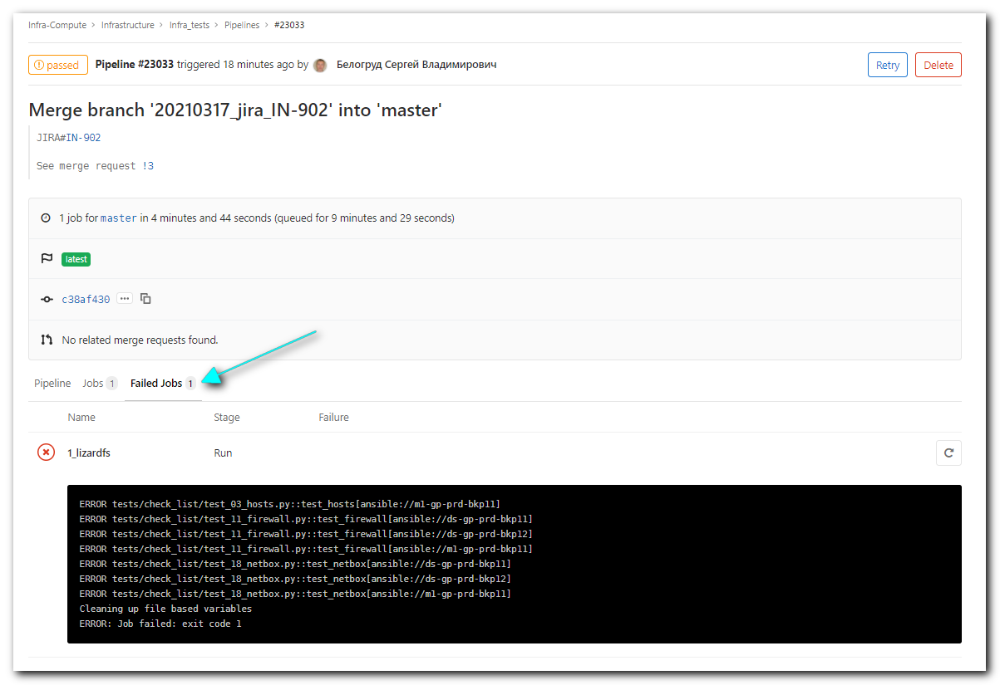 Infra-Compute > Infrastructure > Infra_tests > Pipelines > #23033
passed Pipeline #23033 triggered 18 minutes ago by Белогруд Сергей Владимирович Retry Delete
Merge branch '20210317_jira_IN-902' into 'master'
JIRA#IN-902
See merge request !3
1 job for master in 4 minutes and 44 seconds (queued for 9 minutes and 29 seconds)
latest
c38af430 ...
No related merge requests found.
Pipeline Jobs 1 Failed Jobs 1
Name Stage Failure
1_lizardfs Run
ERROR tests/check_list/test_03_hosts.py::test_hosts[ansible://m1-gp-prd-bkp11]
ERROR tests/check_list/test_11_firewall.py::test_firewall[ansible://ds-gp-prd-bkp11]
ERROR tests/check_list/test_11_firewall.py::test_firewall[ansible://ds-gp-prd-bkp12]
ERROR tests/check_list/test_11_firewall.py::test_firewall[ansible://m1-gp-prd-bkp11]
ERROR tests/check_list/test_18_netbox.py::test_netbox[ansible://ds-gp-prd-bkp11]
ERROR tests/check_list/test_18_netbox.py::test_netbox[ansible://ds-gp-prd-bkp12]
ERROR tests/check_list/test_18_netbox.py::test_netbox[ansible://m1-gp-prd-bkp11]
Cleaning up file based variables
ERROR: Job failed: exit code 1